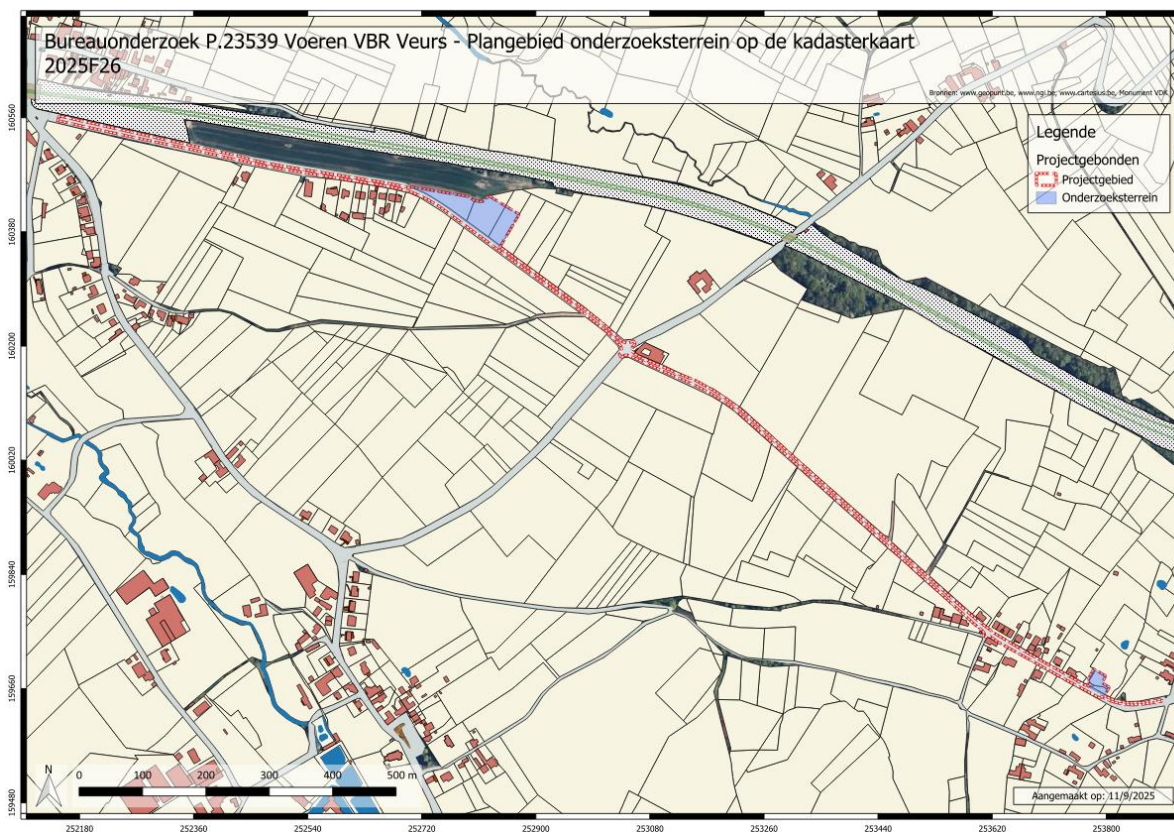 Bureauonderzoek P.23539 Voeren VBR Veurs - Plangebied onderzoeksterrein op de kadasterkaart
2025F26
Bronnen: www.geopunt.be, www.ngi.be, www.cartesius.be, Monument VDK
Legende
Projectgebonden
Projectgebied
Onderzoeksterrein
160560
160380
160200
160020
159840
159660
159480
N
0 100 200 300 400 500 m
Aangemaakt op: 11/9/2025
252180 252360 252540 252720 252900 253080 253260 253440 253620 253800